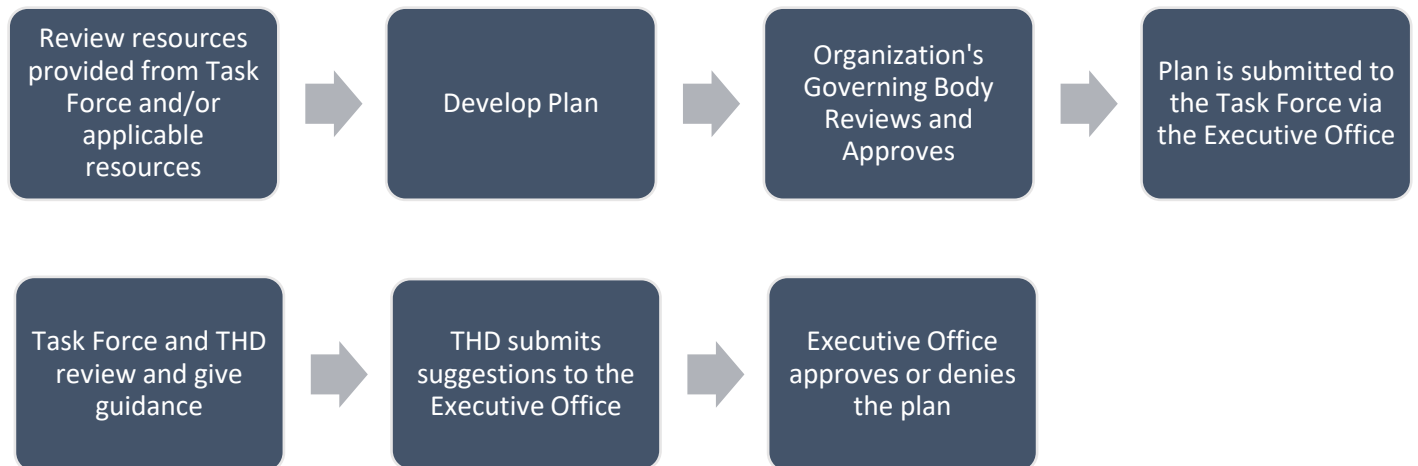 Review resources
provided from Task
Force and/or
applicable
resources
Develop Plan
Organization's
Governing Body
Reviews and
Approves
Plan is submitted to
the Task Force via
the Executive Office
Task Force and THD
review and give
guidance
THD submits
suggestions to the
Executive Office
Executive Office
approves or denies
the plan